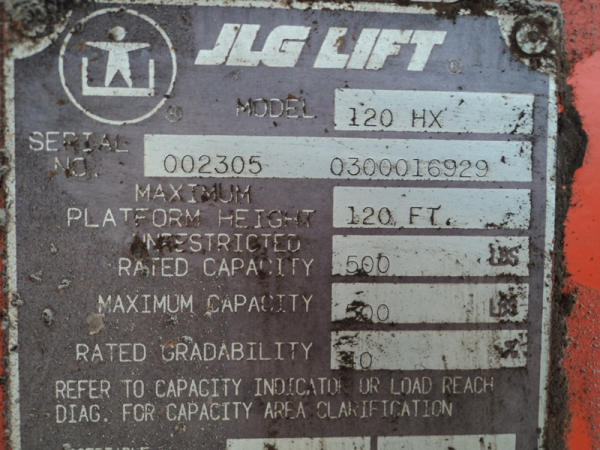 JLG LIFT
MODEL 120 HX
SERIAL NO. 002305 0300016929
MAXIMUM
PLATFORM HEIGHT 120 FT.
UNRESTRICTED
RATED CAPACITY 500 LBS
MAXIMUM CAPACITY LBS
RATED GRADABILITY
REFER TO CAPACITY INDICATOR OR LOAD REACH
DIAG. FOR CAPACITY AREA CLARIFICATION